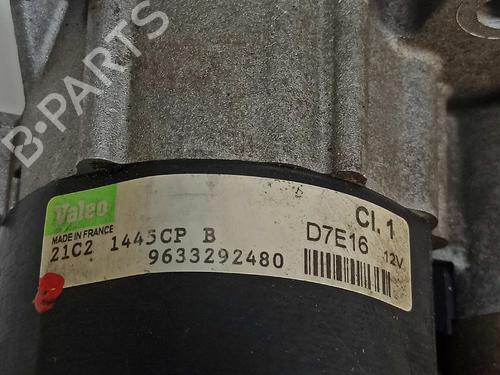 B-PARTS
Valeo
MADE IN FRANCE
21C2 1445CP B
9633292480
Cl. 1
D7E16
12V